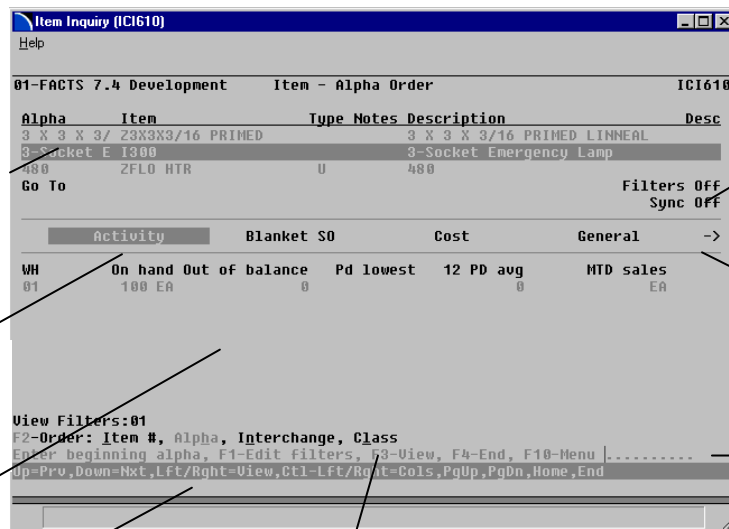 Item Inquiry (ICI610)
Help
01-FACTS 7.4 Development Item - Alpha Order ICI610
Alpha Item Type Notes Description Desc
3 X 3 X 3/ Z3X3X3/16 PRIMED 3 X 3 X 3/16 PRIMED LINNEAL
3-Socket E I300 3-Socket Emergency Lamp
480 ZFLO HTR U 480
Go To Filters Off
Sync Off
Activity Blanket SO Cost General ->
WH On hand Out of balance Pd lowest 12 PD avg MTD sales
01 100 EA 0 0 EA
View Filters:01
F2-Order: Item #, Alpha, Interchange, Class
Enter beginning alpha, F1-Edit filters, F3-View, F4-End, F10-Menu ..........
Up=Prv,Down=Nxt,Lft/Rght=View,Ctl-Lft/Rght=Cols,PgUp,PgDn,Home,End